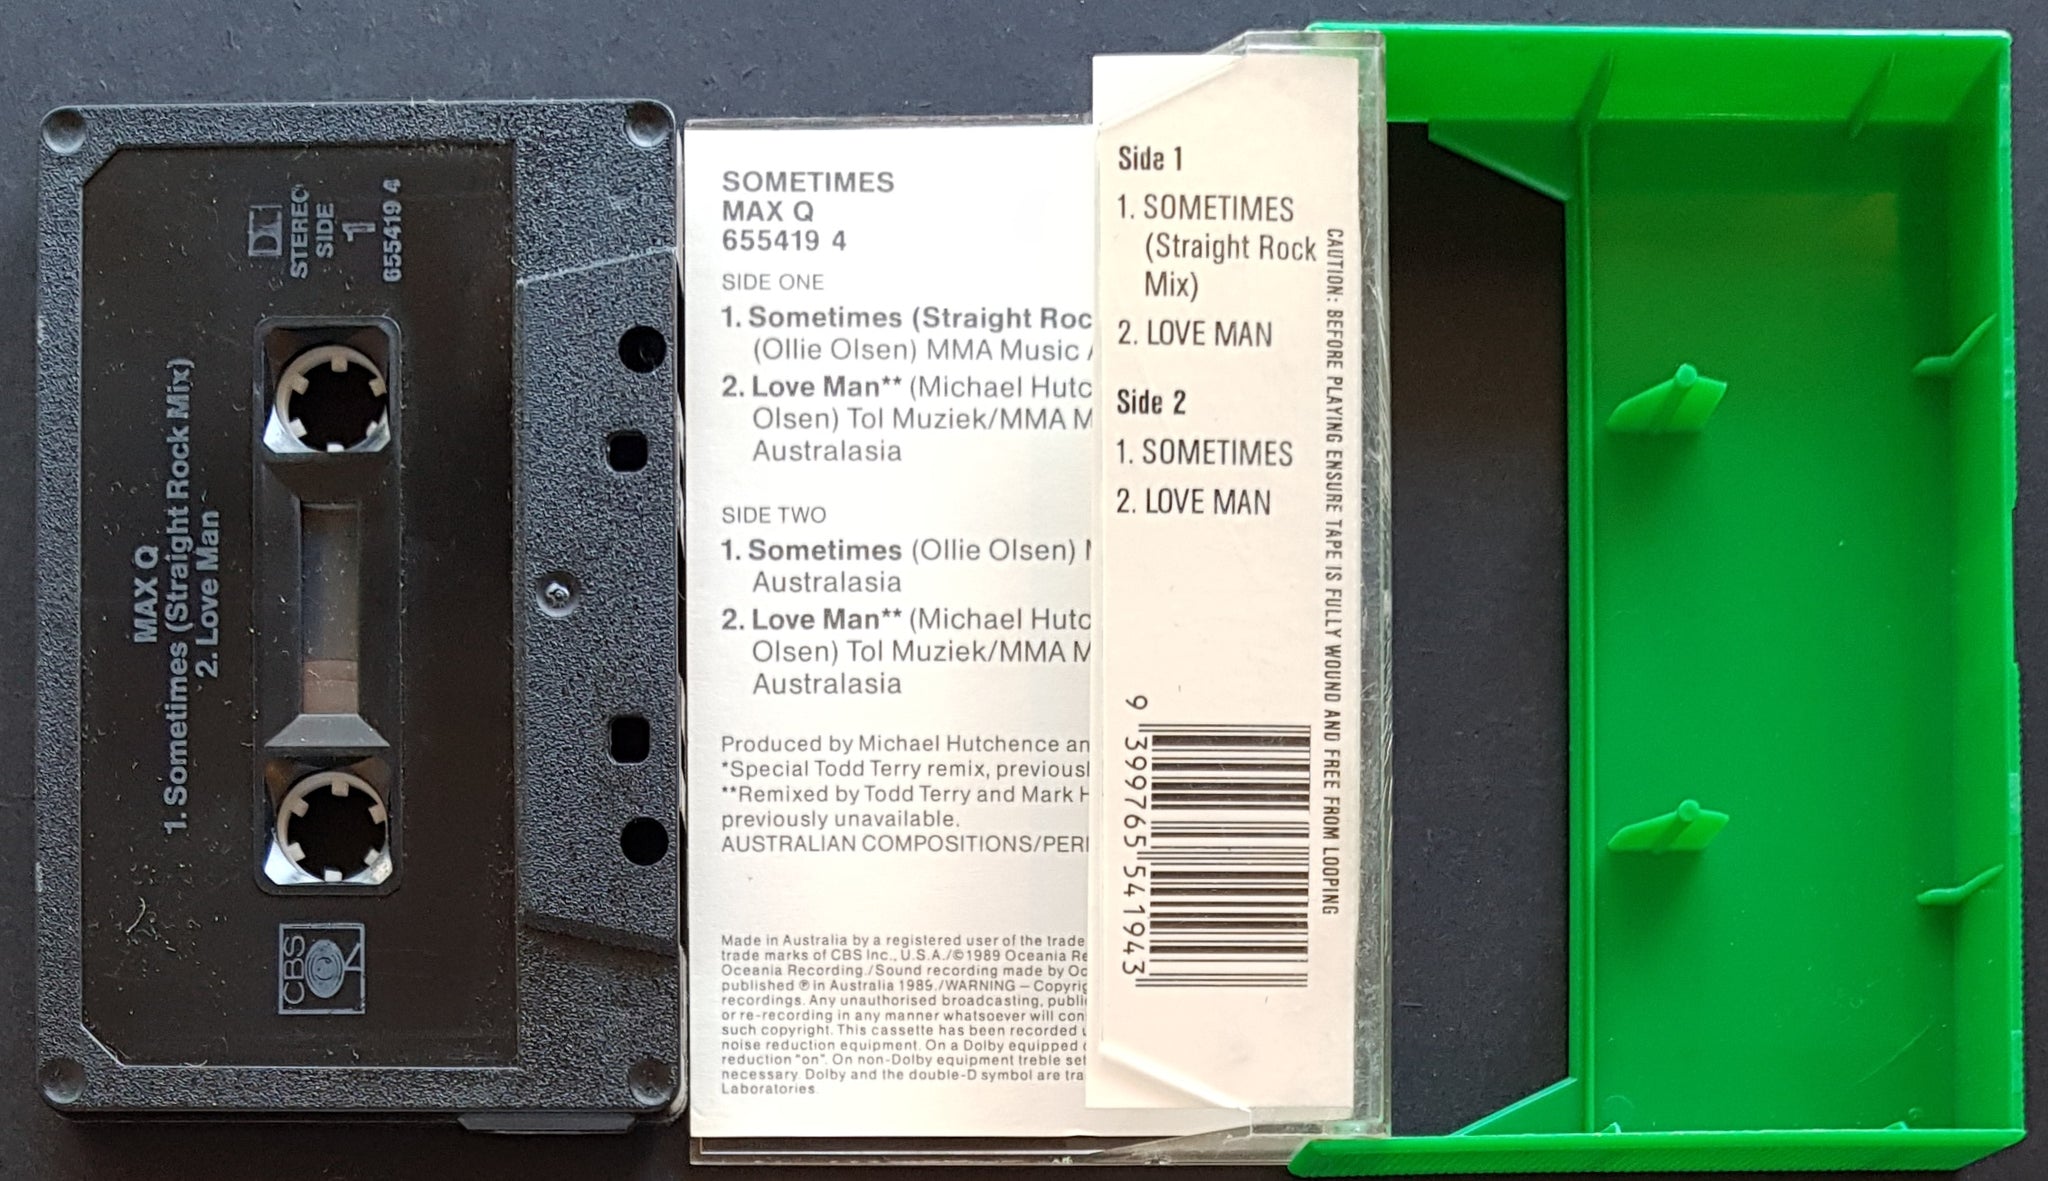 STEREO
SIDE
1
655419 4
MAX Q
1. Sometimes (Straight Rock Mix)
2. Love Man
CBS
SOMETIMES
MAX Q
655419 4
SIDE ONE
1. Sometimes (Straight Roc
(Ollie Olsen) MMA Music
2. Love Man** (Michael Hutc
Olsen) Tol Muziek/MMA M
Australasia
SIDE TWO
1. Sometimes (Ollie Olsen)
Australasia
2. Love Man** (Michael Hutc
Olsen) Tol Muziek/MMA M
Australasia
Produced by Michael Hutchence an
*Special Todd Terry remix, previousl
**Remixed by Todd Terry and Mark H
previously unavailable.
AUSTRALIAN COMPOSITIONS/PER
Made in Australia by a registered user of the trade
trade marks of CBS Inc., U.S.A./©1989 Oceania Re
Oceania Recording./Sound recording made by Oc
published ℗ in Australia 1989./WARNING – Copyrig
recordings. Any unauthorised broadcasting, publi
or re-recording in any manner whatsoever will con
such copyright. This cassette has been recorded
noise reduction equipment. On a Dolby equipped
reduction "on". On non-Dolby equipment treble set
necessary. Dolby and the double-D symbol are tra
Laboratories.
Side 1
1. SOMETIMES
(Straight Rock
Mix)
2. LOVE MAN
Side 2
1. SOMETIMES
2. LOVE MAN
9 399765 541943
CAUTION: BEFORE PLAYING ENSURE TAPE IS FULLY WOUND AND FREE FROM LOOPING